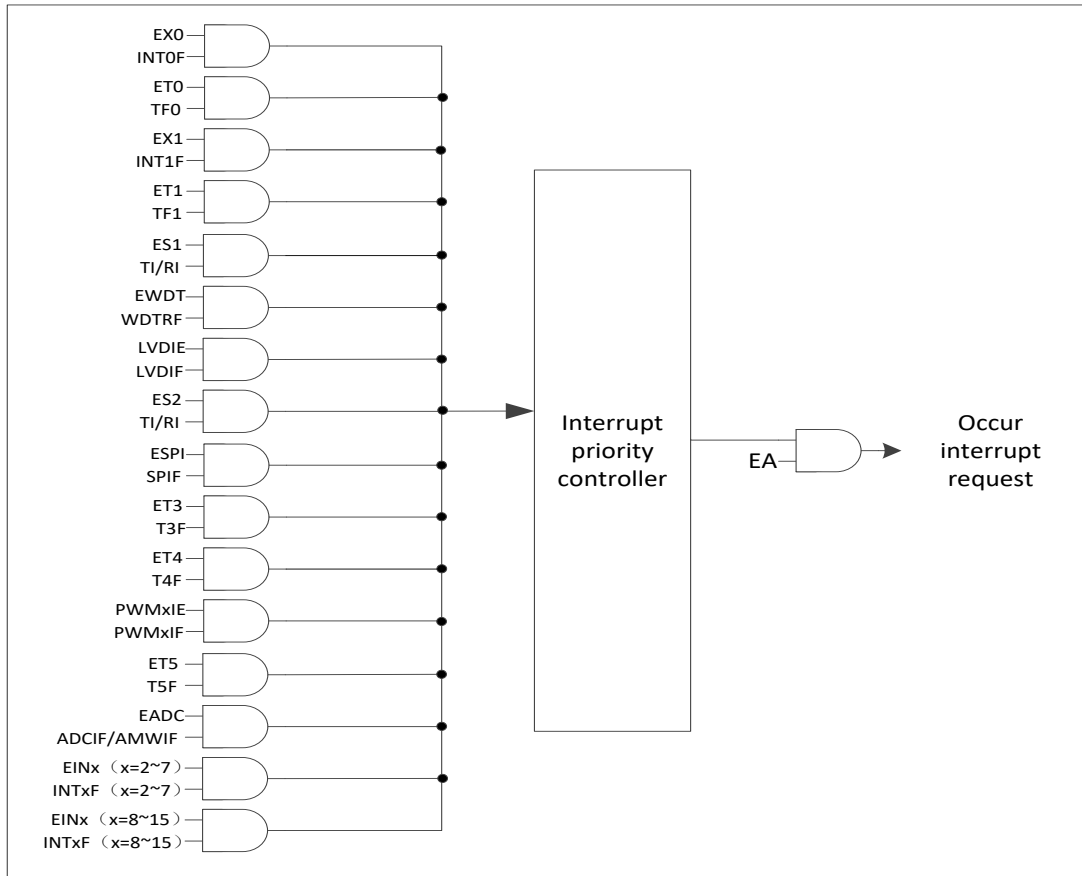 EX0
INT0F
ET0
TF0
EX1
INT1F
ET1
TF1
ES1
TI/RI
EWDT
WDTRF
LVDIE
LVDIF
ES2
TI/RI
ESPI
SPIF
ET3
T3F
ET4
T4F
PWMxIE
PWMxIF
ET5
T5F
EADC
ADCIF/AMWIF
EINx（x=2~7）
INTxF（x=2~7）
EINx（x=8~15）
INTxF（x=8~15）
Interrupt
priority
controller
EA
Occur
interrupt
request